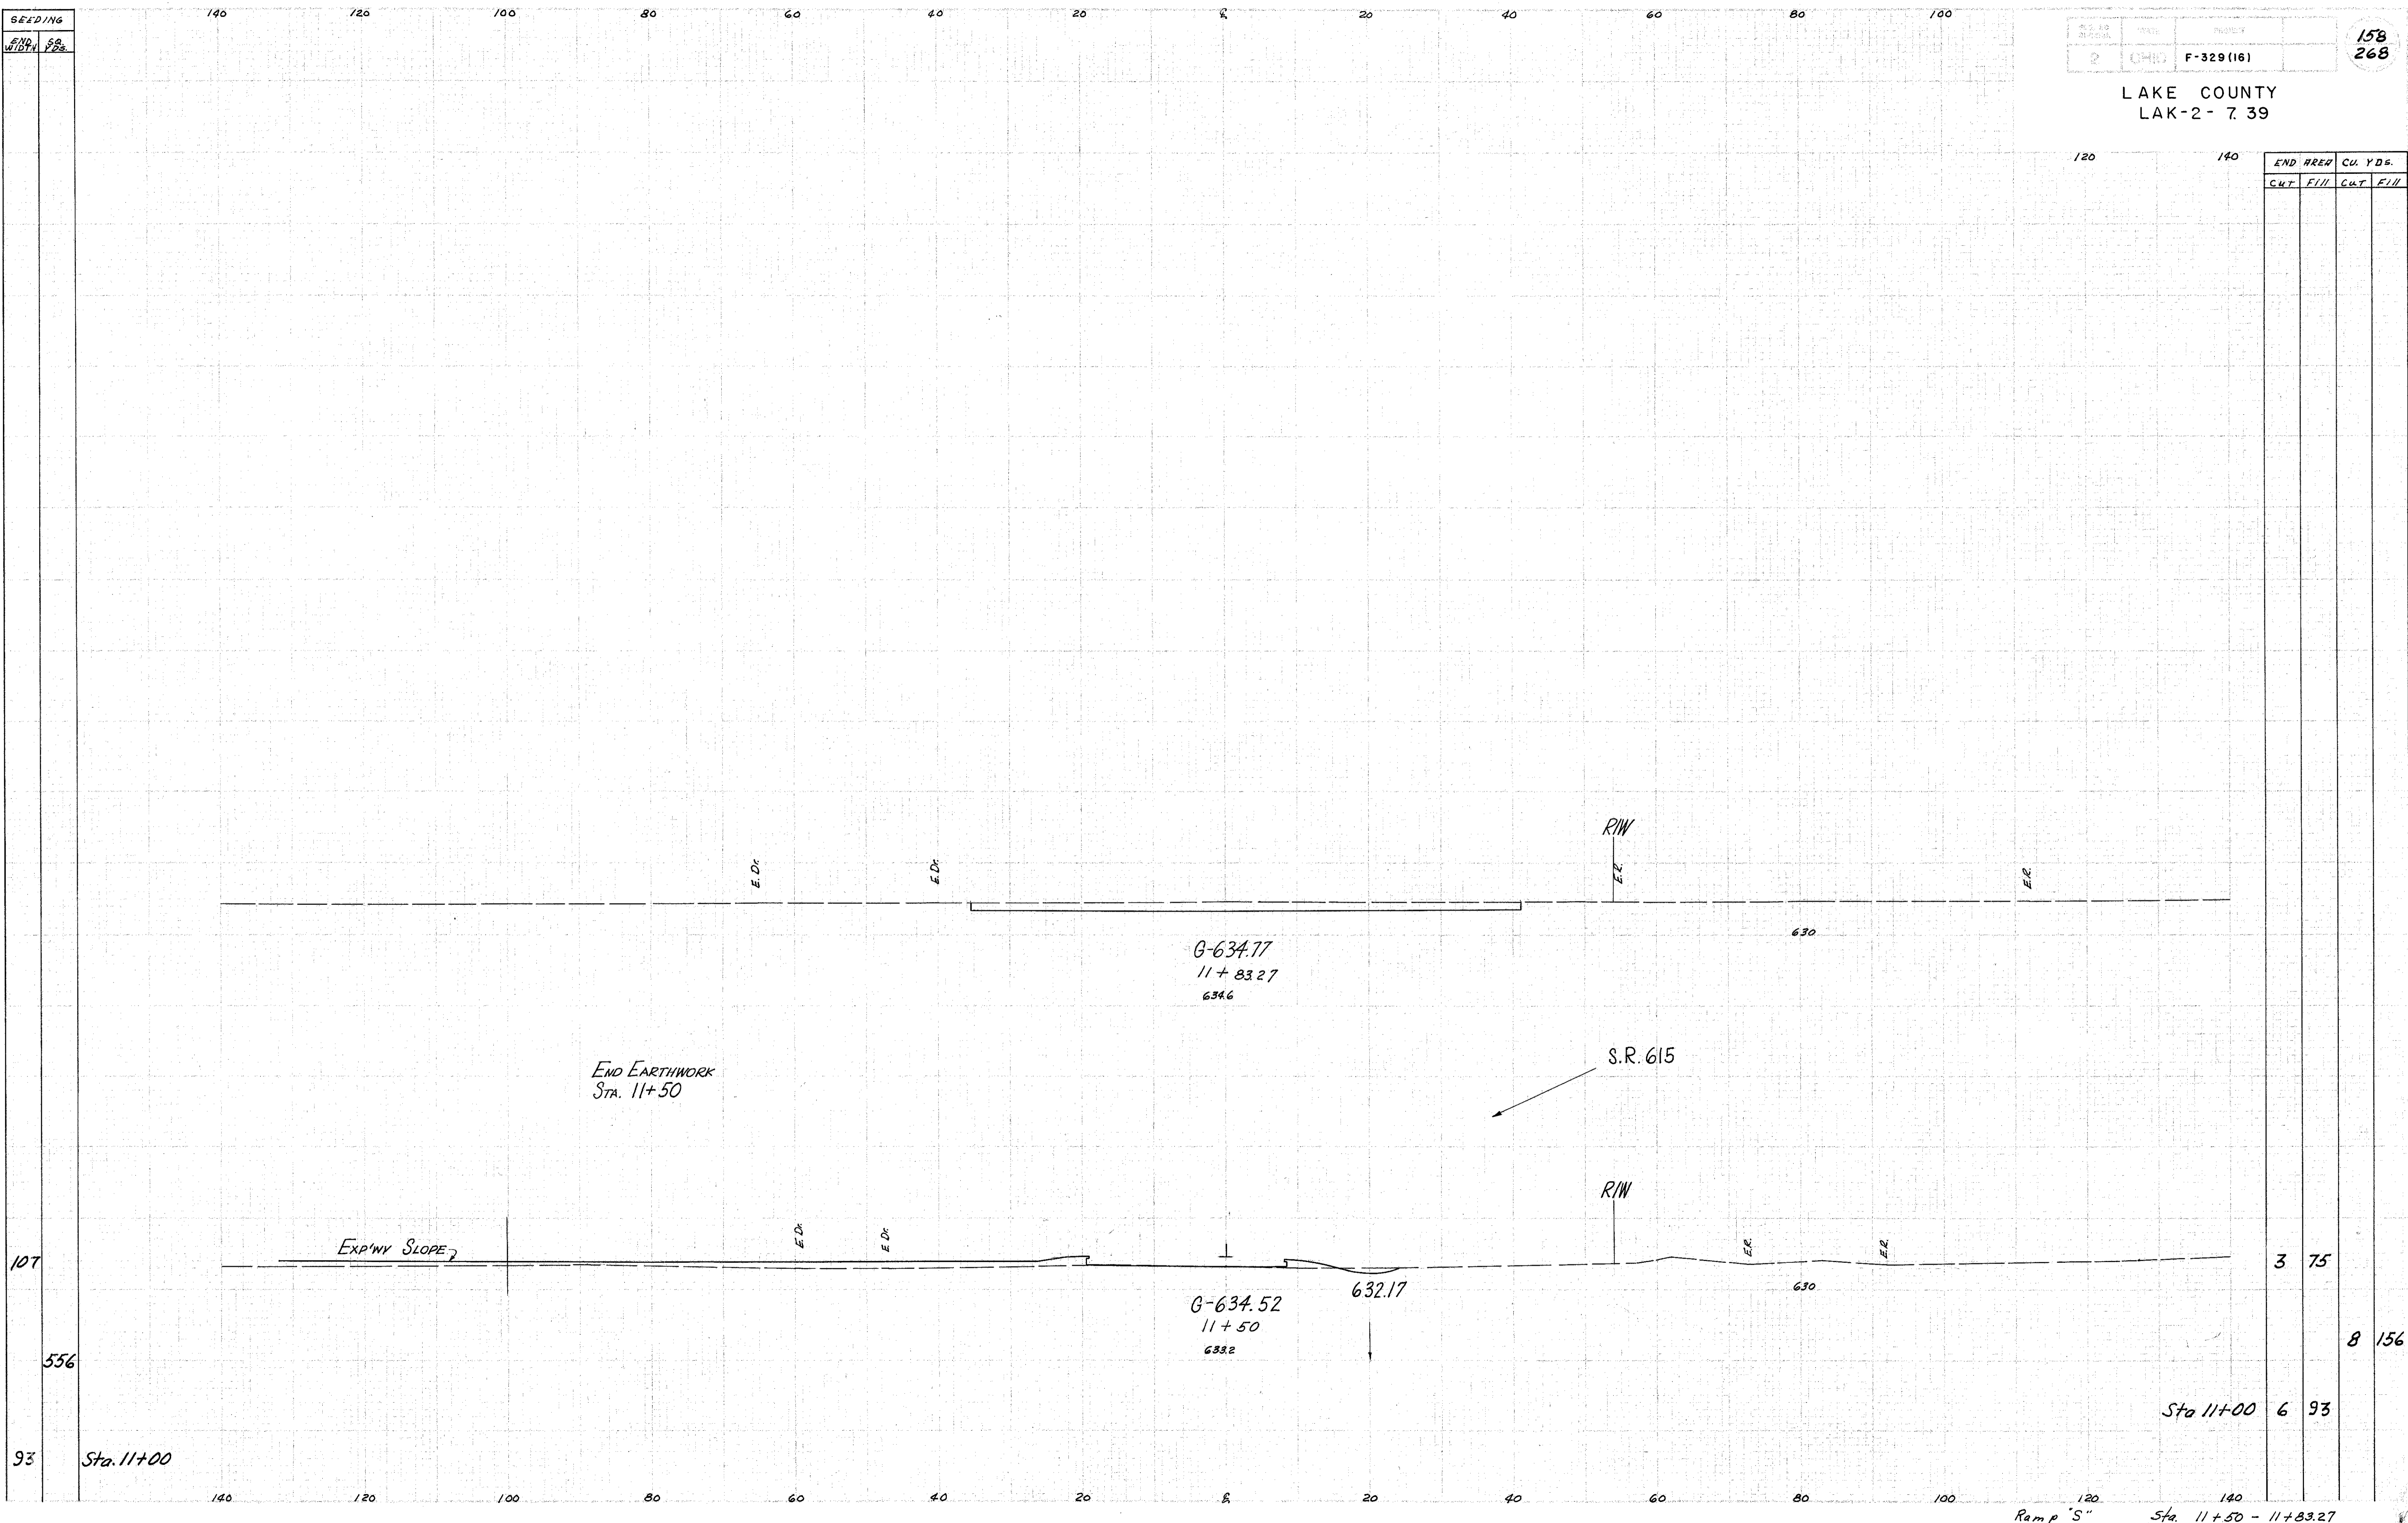 SEEDING
END WIDTH SQ. YDS.
140 120 100 80 60 40 20 ℄ 20 40 60 80 100
2 OHIO F-329(16)
158
268
LAKE COUNTY
LAK-2-7.39
120 140
END AREA CU. YDS.
CUT FILL CUT FILL
R/W
E. Dr. E. Dr. E.R. E.R.
630
G-634.77
11+83.27
634.6
END EARTHWORK
STA. 11+50
S.R. 615
R/W
E. Dr. E. Dr. E.R. E.R.
EXP'WY SLOPE
107
3 75
630
632.17
G-634.52
11+50
633.2
8 156
556
Sta 11+00 6 93
93 Sta. 11+00
140 120 100 80 60 40 20 ℄ 20 40 60 80 100 120 140
Ramp "S" Sta. 11+50 - 11+83.27